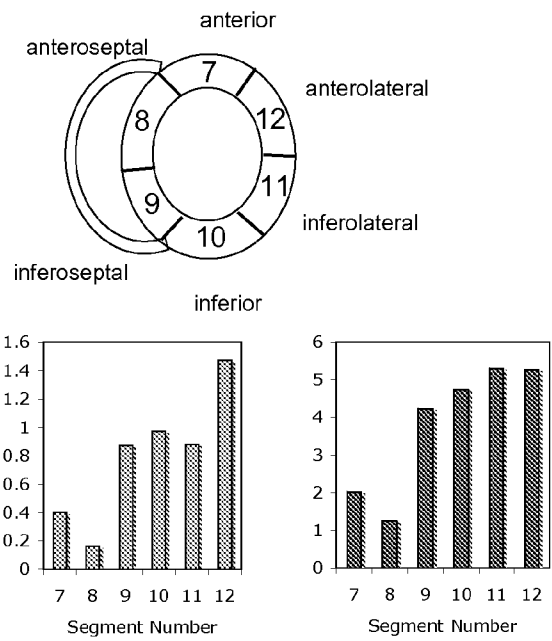 anterior
anteroseptal
7
anterolateral
8
12
9
11
10
inferolateral
inferoseptal
inferior
1.6
1.4
1.2
1
0.8
0.6
0.4
0.2
0
7 8 9 10 11 12
Segment Number
6
5
4
3
2
1
0
7 8 9 10 11 12
Segment Number